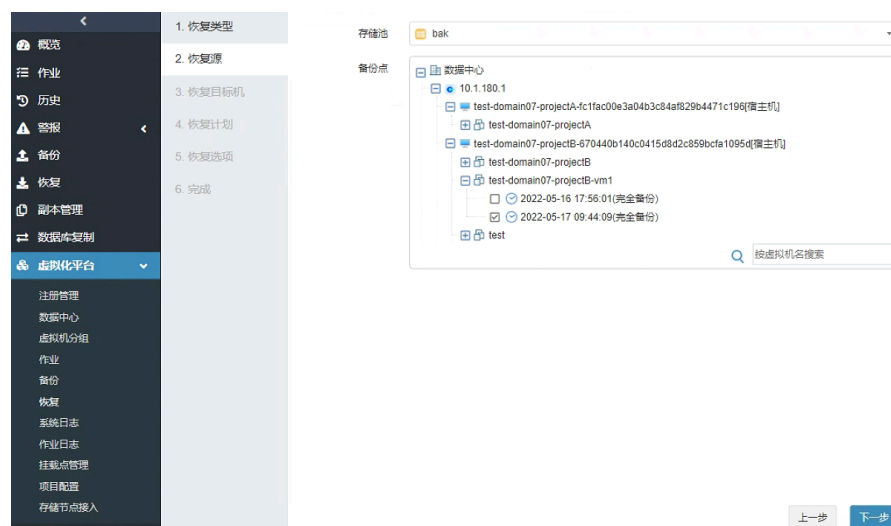 概览
作业
历史
警报
备份
恢复
副本管理
数据库复制
虚拟化平台
注册管理
数据中心
虚拟机分组
作业
备份
恢复
系统日志
作业日志
挂载点管理
项目配置
存储节点接入
1. 恢复类型
2. 恢复源
3. 恢复目标机
4. 恢复计划
5. 恢复选项
6. 完成
存储池
bak
备份点
数据中心
10.1.180.1
test-domain07-projectA-fc1fac00e3a04b3c84af829b4471c196[宿主机]
test-domain07-projectA
test-domain07-projectB-670440b140c0415d8d2c859bcfa1095d[宿主机]
test-domain07-projectB
test-domain07-projectB-vm1
2022-05-16 17:56:01(完全备份)
2022-05-17 09:44:09(完全备份)
test
按虚拟机名搜索
上一步
下一步